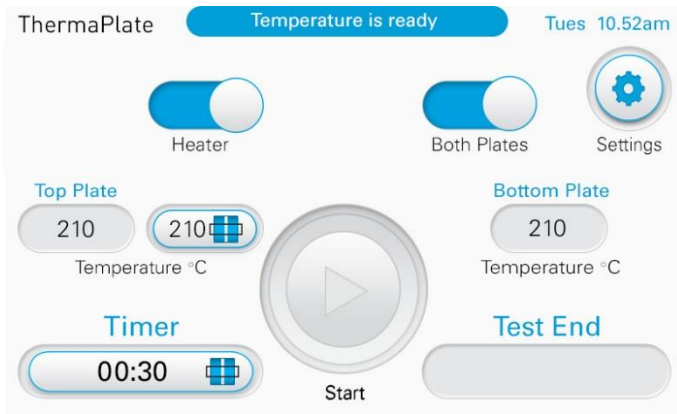 ThermaPlate Temperature is ready Tues 10.52am
Heater Both Plates Settings
Top Plate Bottom Plate
210 210 210
Temperature °C Temperature °C
Timer Test End
00:30
Start